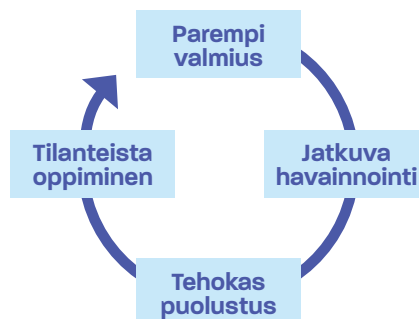 Parempi
valmius
Jatkuva
havainnointi
Tehokas
puolustus
Tilanteista
oppiminen